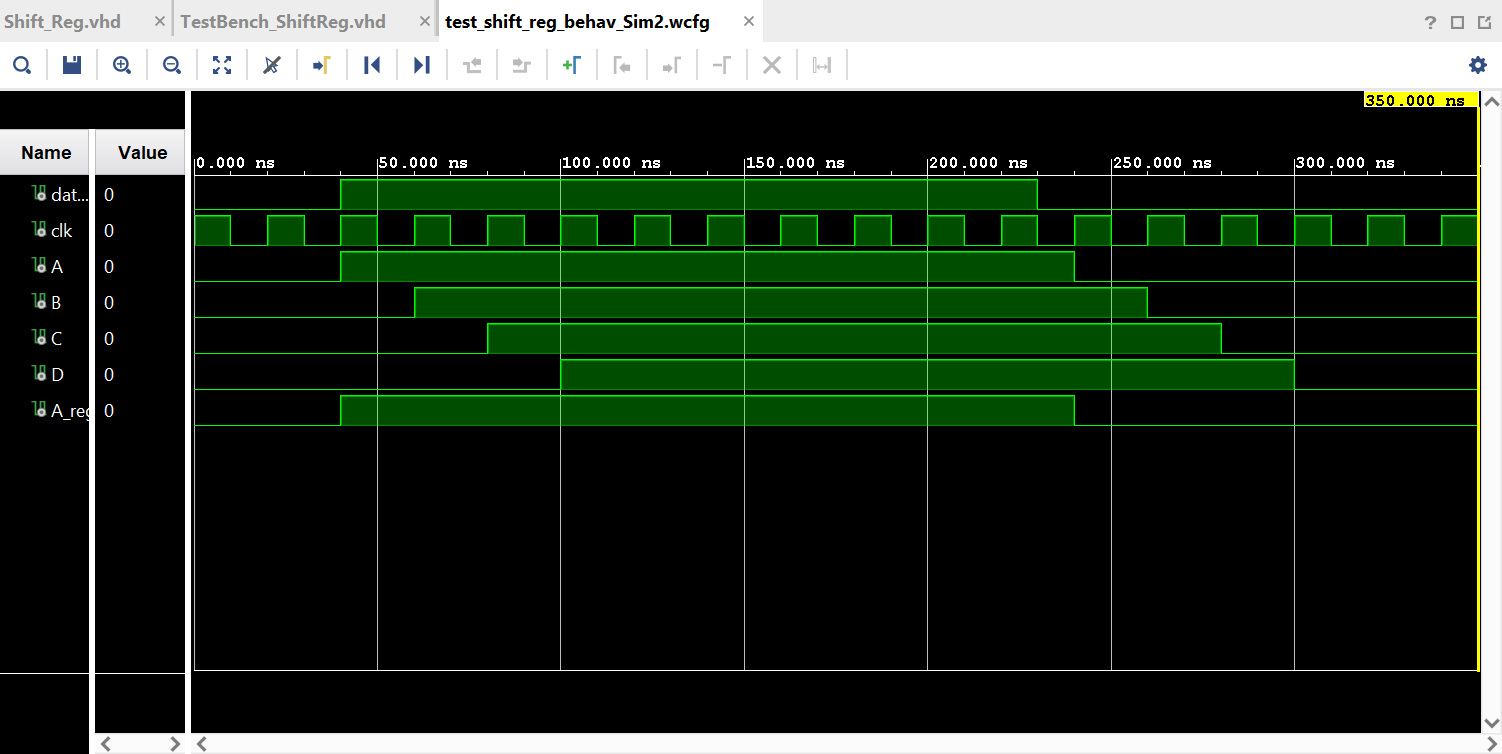 Shift_Reg.vhd × TestBench_ShiftReg.vhd × test_shift_reg_behav_Sim2.wcfg × ?
350.000 ns
Name Value 0.000 ns 50.000 ns 100.000 ns 150.000 ns 200.000 ns 250.000 ns 300.000 ns
dat... 0
clk 0
A 0
B 0
C 0
D 0
A_reg 0